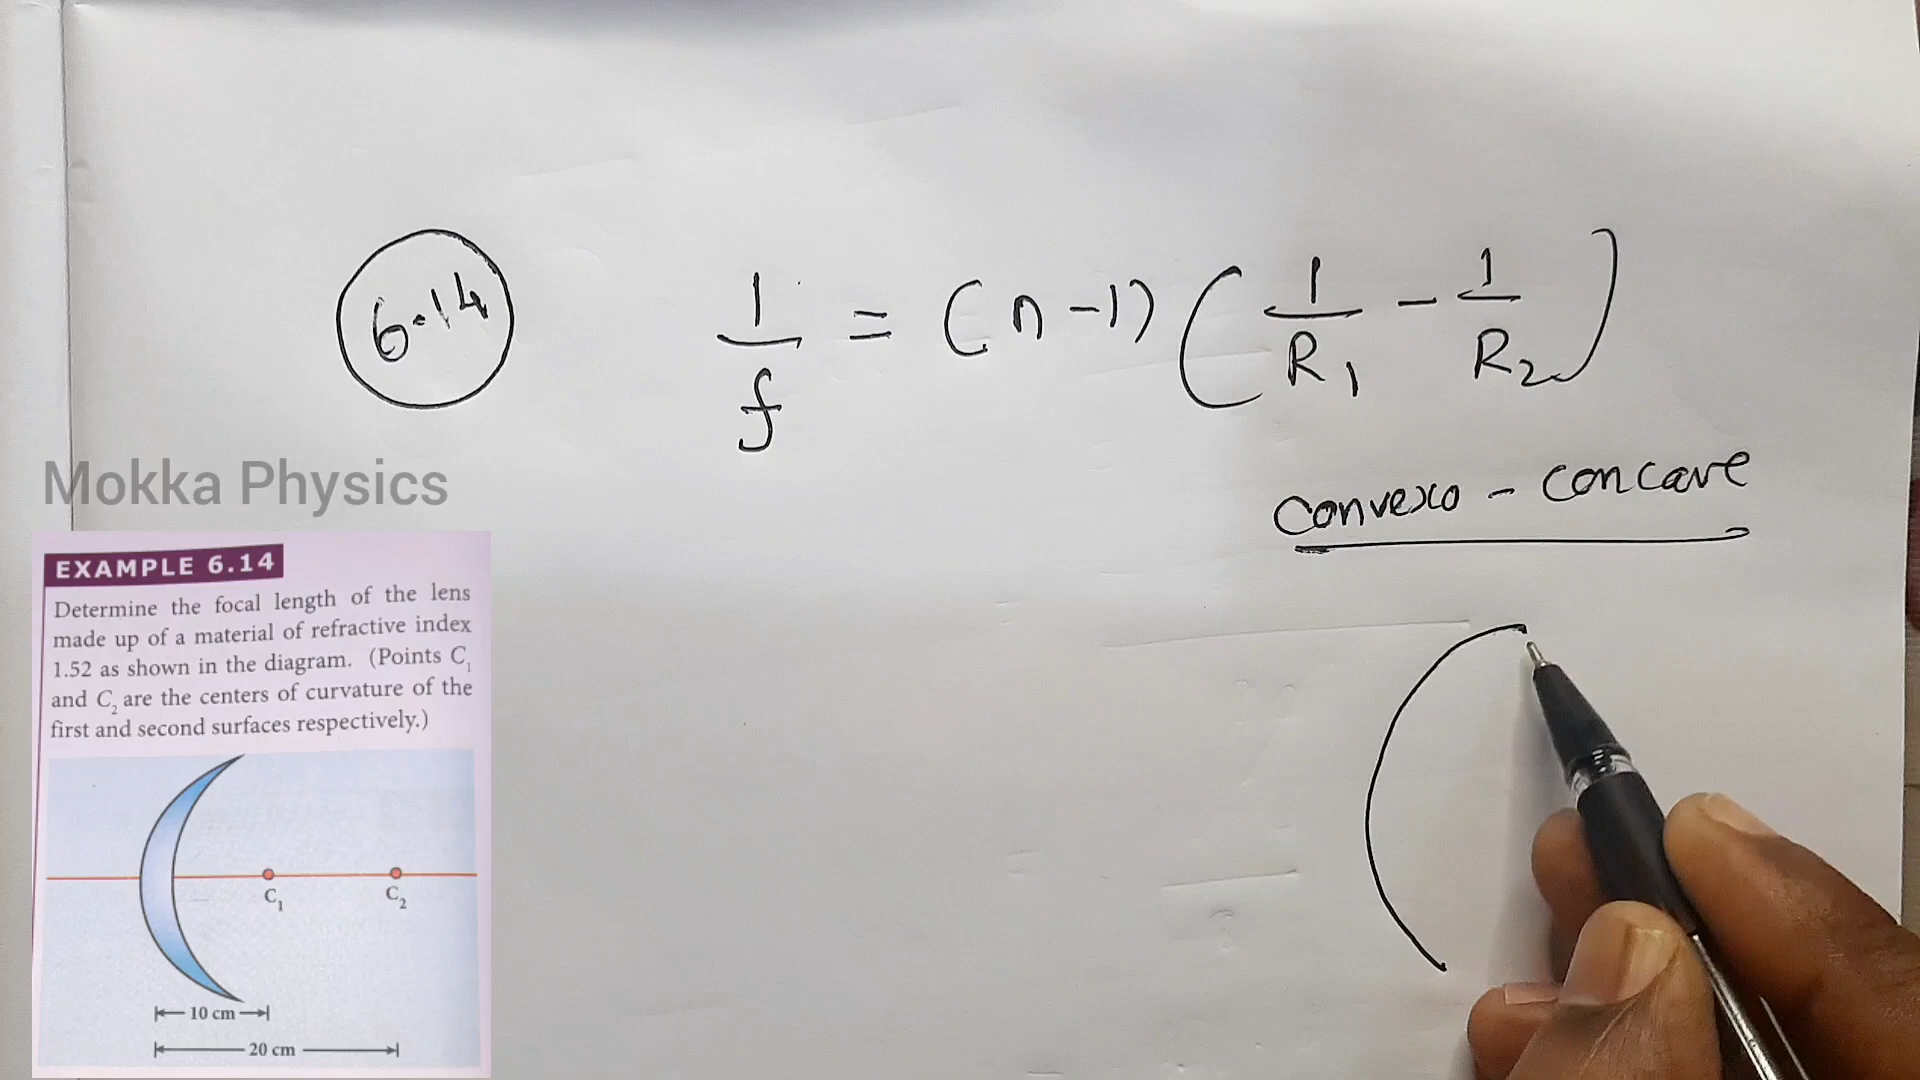 6.14
1/f = (n-1) (1/R₁ - 1/R₂)
convexo - concave
Mokka Physics
EXAMPLE 6.14
Determine the focal length of the lens
made up of a material of refractive index
1.52 as shown in the diagram. (Points C₁
and C₂ are the centers of curvature of the
first and second surfaces respectively.)
C₁ C₂
10 cm
20 cm